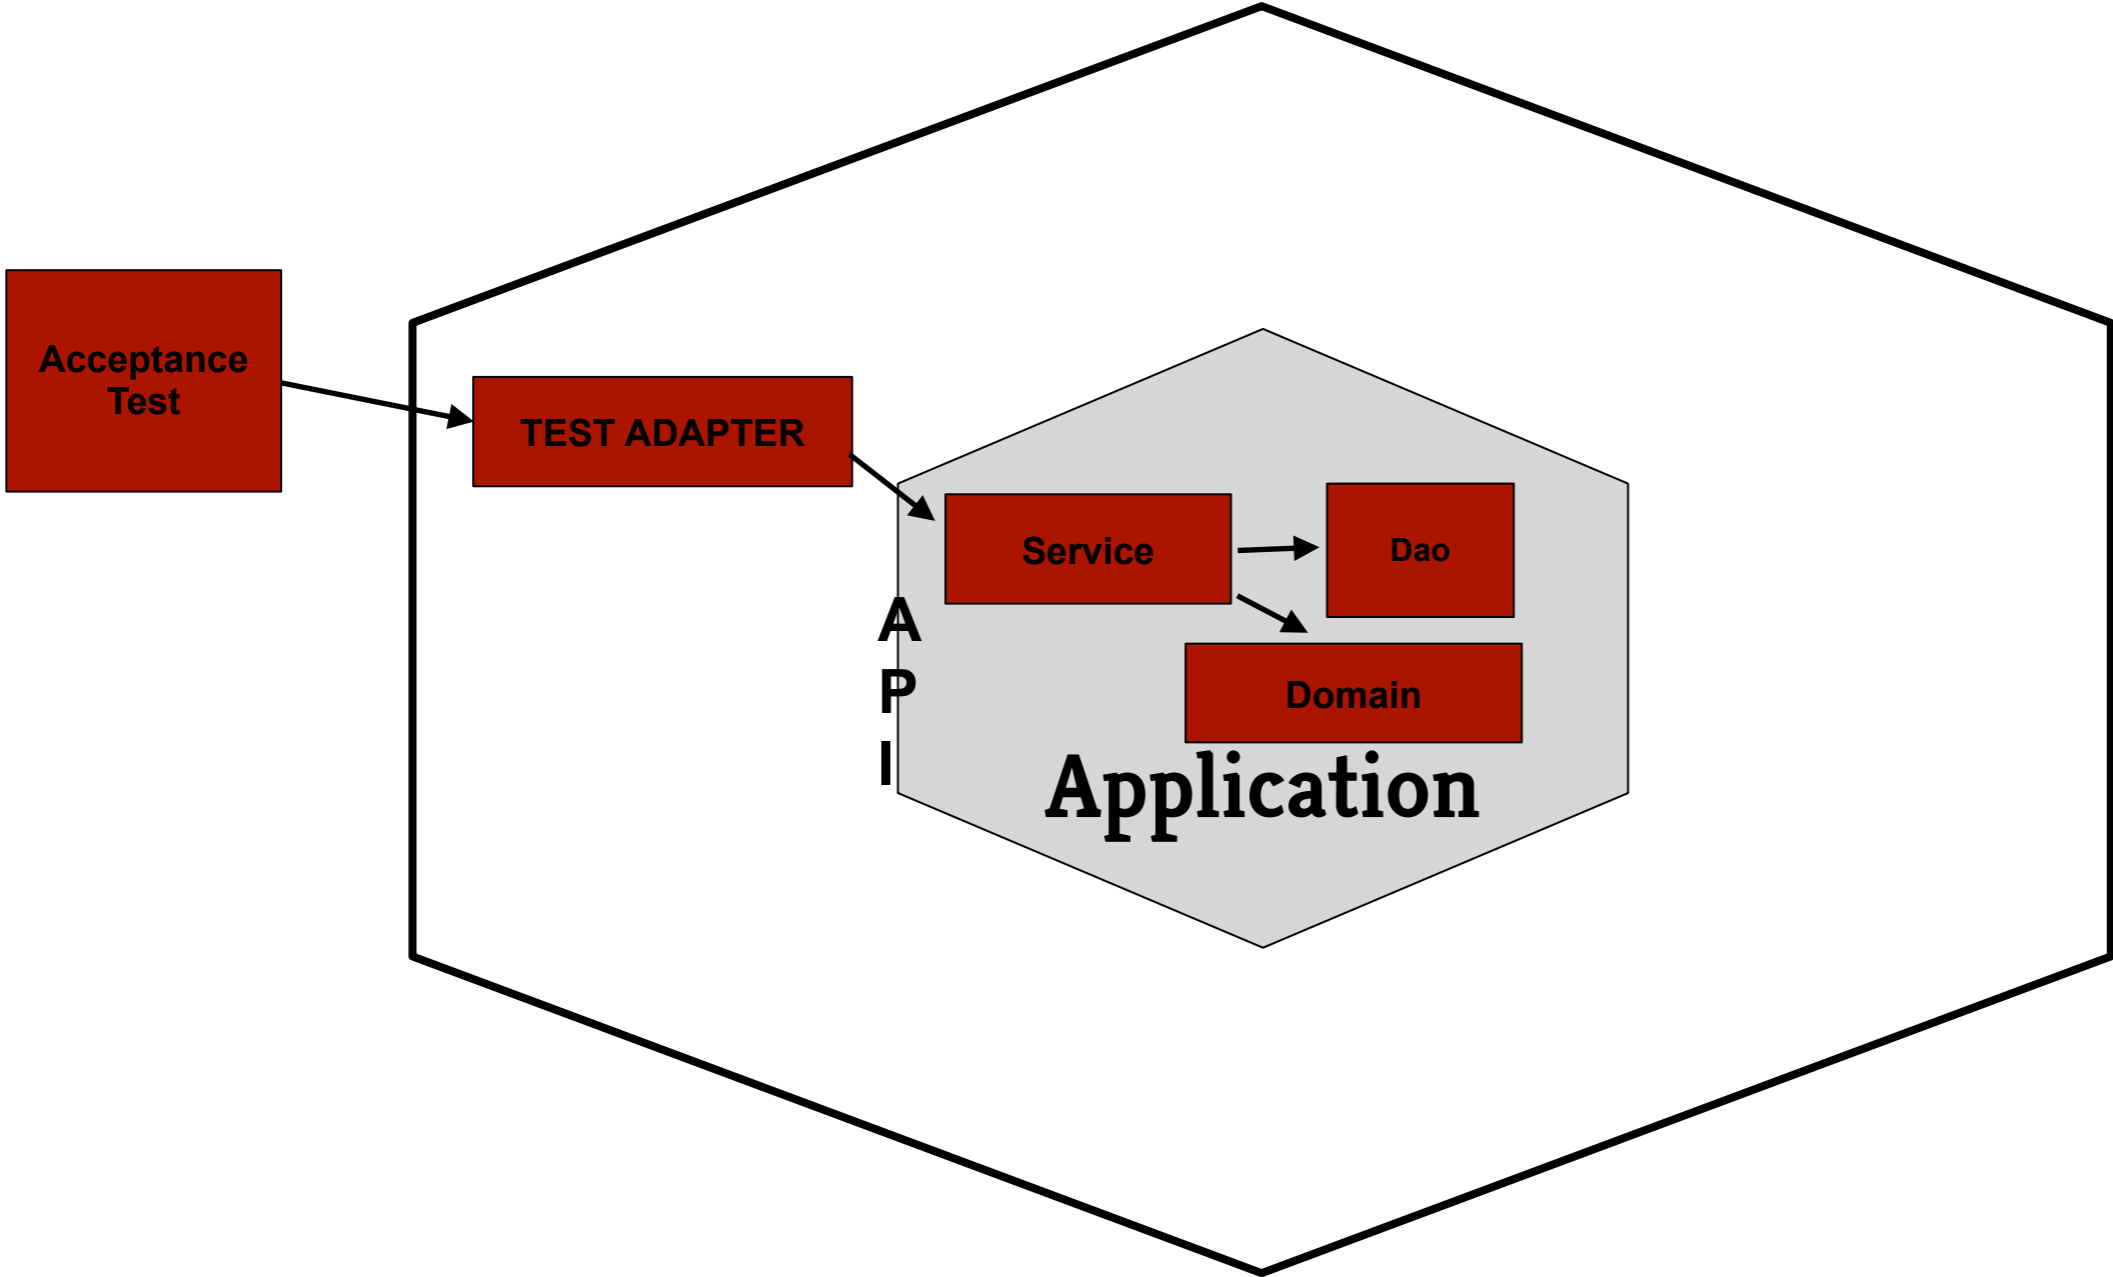 Acceptance
Test
TEST ADAPTER
Service
Dao
A
P
I
Domain
Application